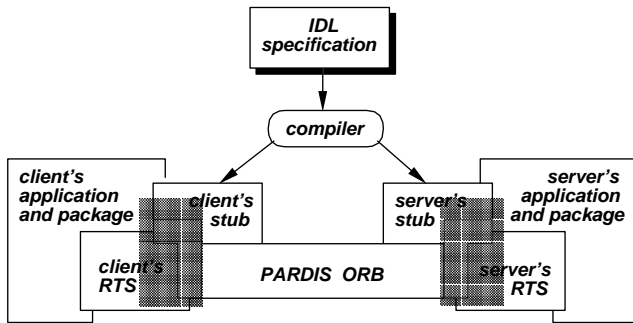 IDL
specification
compiler
client's
application
and package
client's
stub
server's
stub
server's
application
and package
client's
RTS
PARDIS ORB
server's
RTS